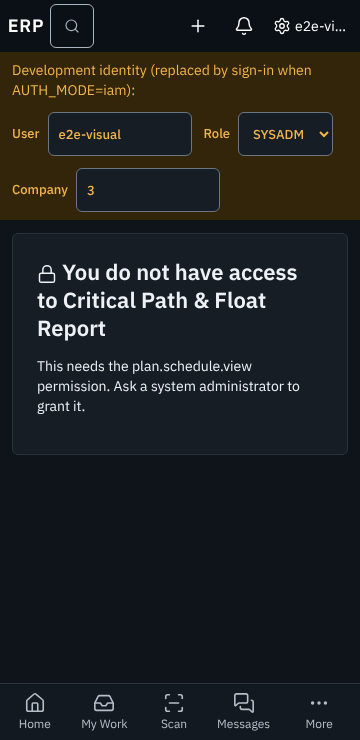 ERP
e2e-vi...
Development identity (replaced by sign-in when
AUTH_MODE=iam):
User e2e-visual Role SYSADM
Company 3
You do not have access
to Critical Path & Float
Report
This needs the plan.schedule.view
permission. Ask a system administrator to
grant it.
Home My Work Scan Messages More